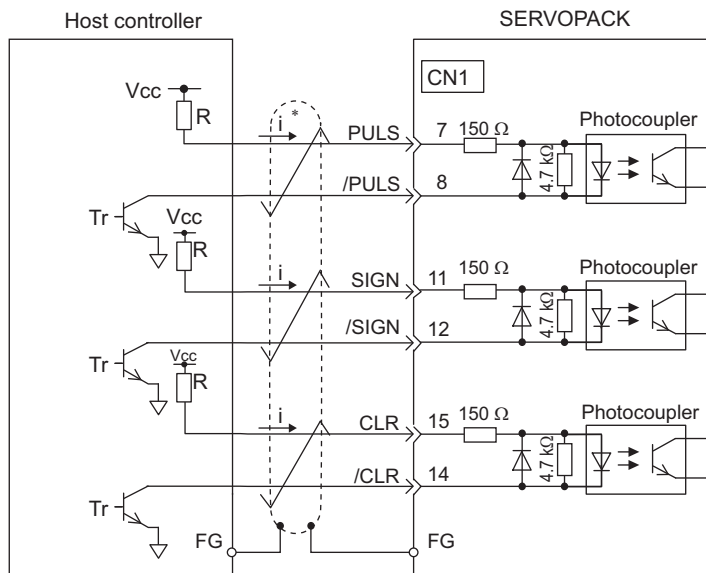 Host controller
SERVOPACK
CN1
Vcc
R
i
*
PULS
7
150 Ω
4.7 kΩ
Photocoupler
/PULS
8
Tr
Vcc
R
i
SIGN
11
150 Ω
4.7 kΩ
Photocoupler
/SIGN
12
Tr
Vcc
R
i
CLR
15
150 Ω
4.7 kΩ
Photocoupler
/CLR
14
Tr
FG
FG